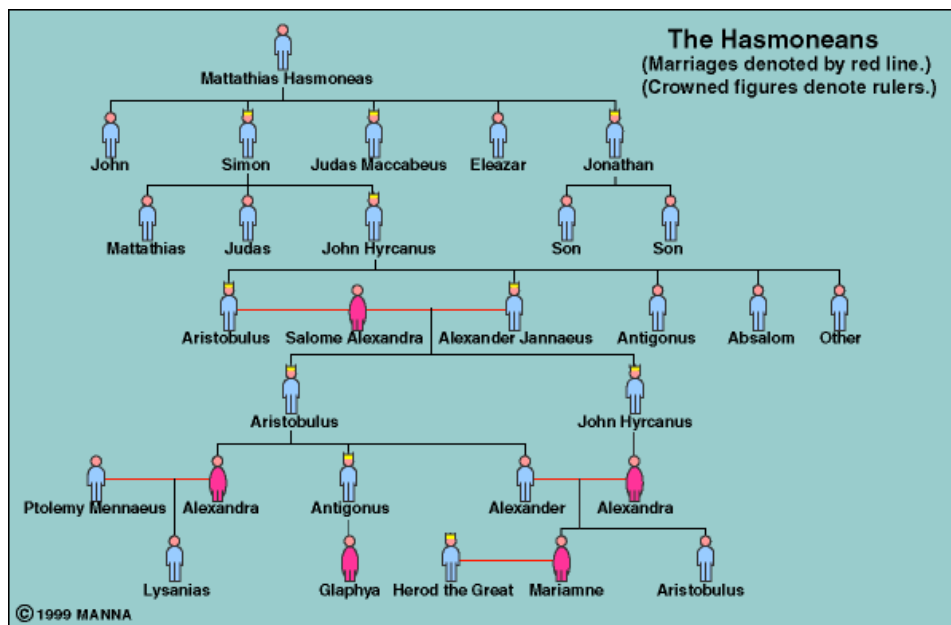 The Hasmoneans
(Marriages denoted by red line.)
(Crowned figures denote rulers.)
Mattathias Hasmoneas
John Simon Judas Maccabeus Eleazar Jonathan
Mattathias Judas John Hyrcanus Son Son
Aristobulus Salome Alexandra Alexander Jannaeus Antigonus Absalom Other
Aristobulus John Hyrcanus
Ptolemy Mennaeus Alexandra Antigonus Alexander Alexandra
Lysanias Glaphya Herod the Great Mariamne Aristobulus
© 1999 MANNA